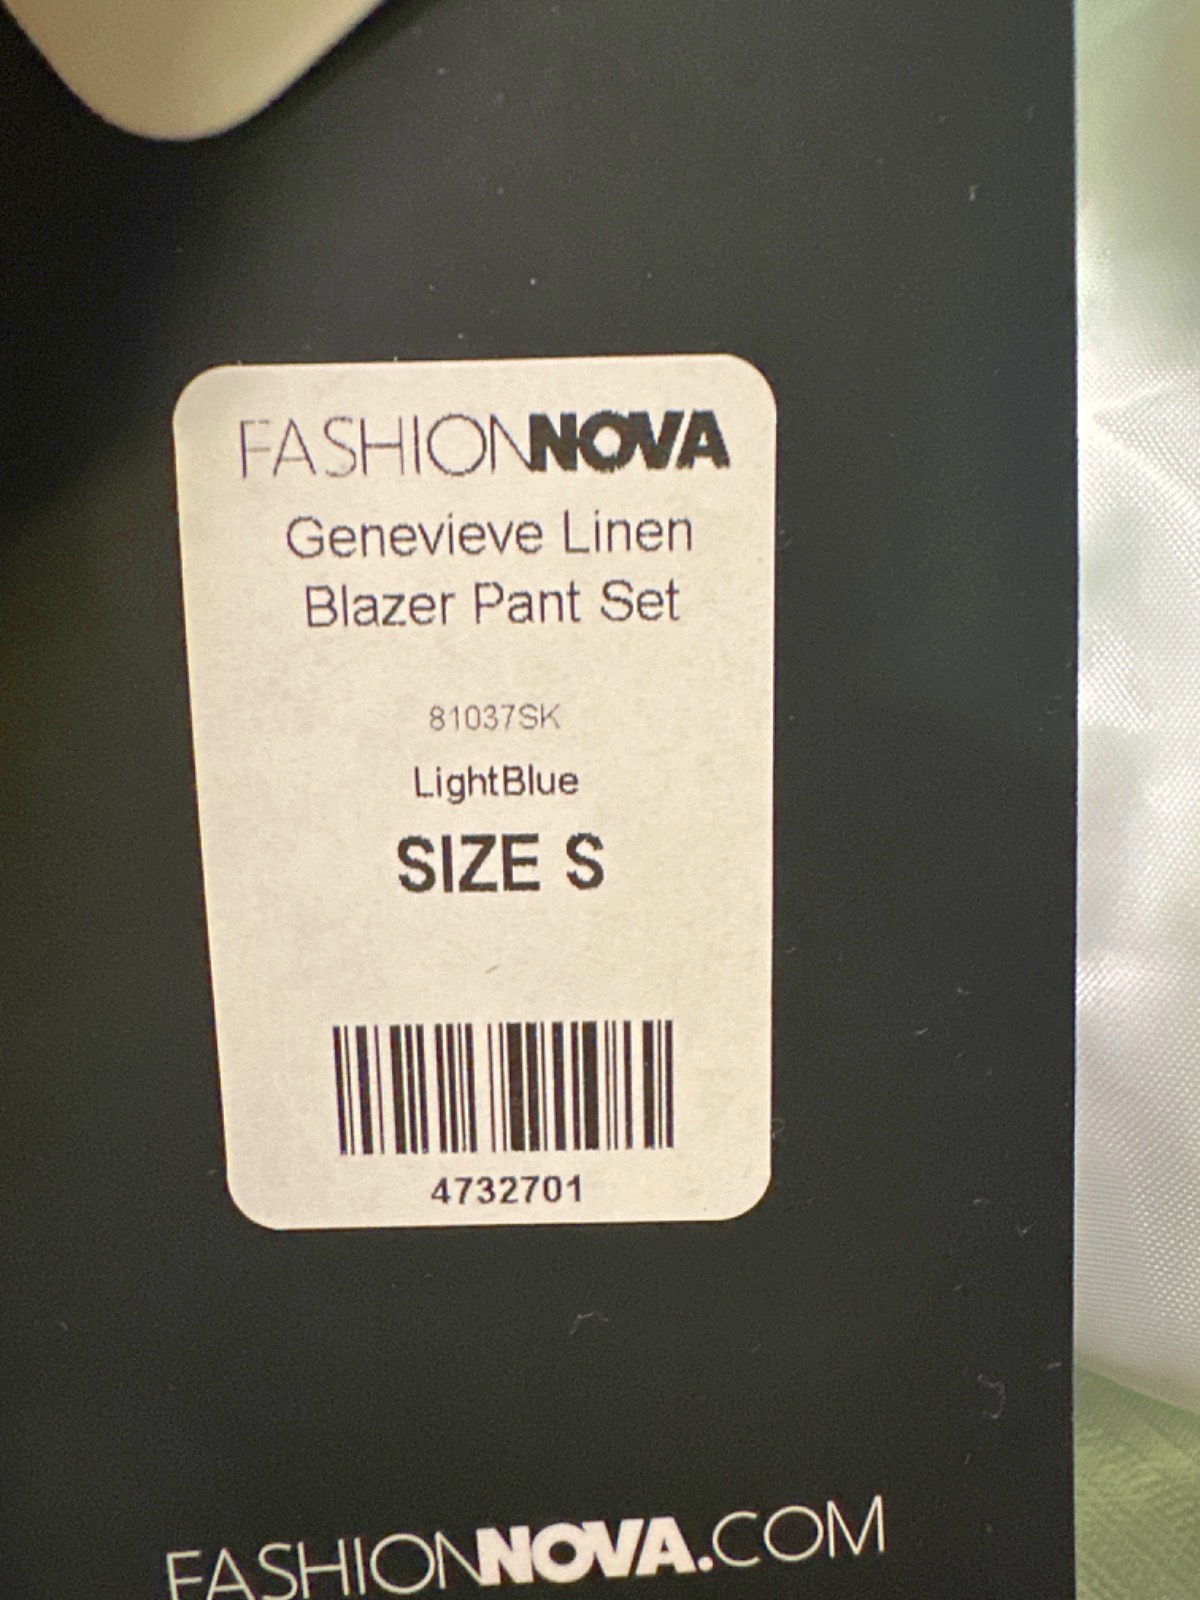 FASHIONNOVA
Genevieve Linen
Blazer Pant Set
81037SK
LightBlue
SIZE S
4732701
FASHIONNOVA.COM